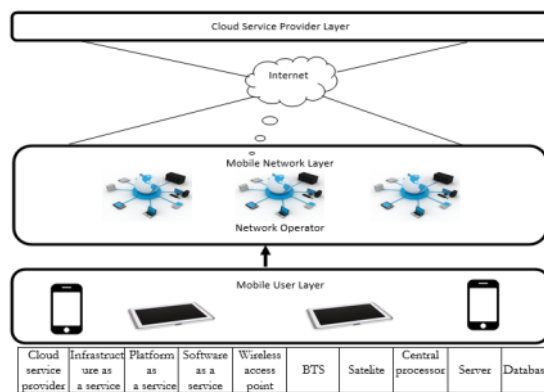 Cloud Service Provider Layer
Internet
Mobile Network Layer
Network Operator
Mobile User Layer
Cloud service provider
Infrastruct ure as a service
Platform as a service
Software as a service
Wireless access point
BTS
Satelite
Central processor
Server
Databas